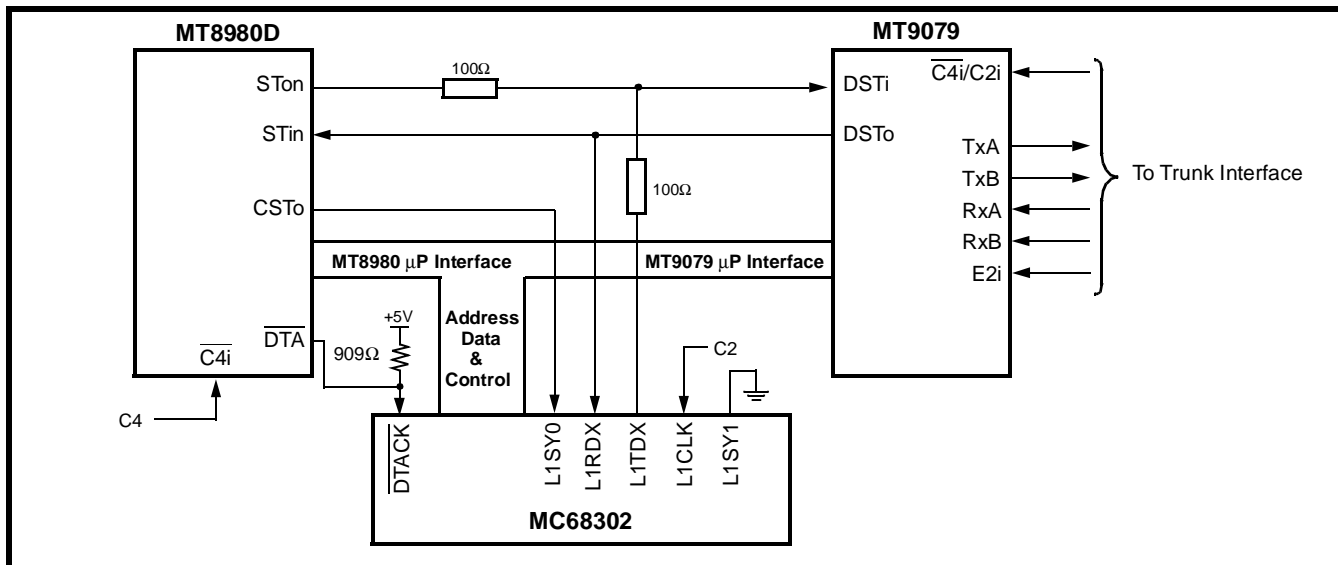 MT8980D
MT9079
STon
100Ω
DSTi
C4i/C2i
STin
DSTo
TxA
TxB
To Trunk Interface
100Ω
CSTo
RxA
RxB
E2i
MT8980 μP Interface
MT9079 μP Interface
+5V
Address
Data
&
Control
DTA
909Ω
C4i
C2
C4
DTACK
L1SY0
L1RDX
L1TDX
L1CLK
L1SY1
MC68302